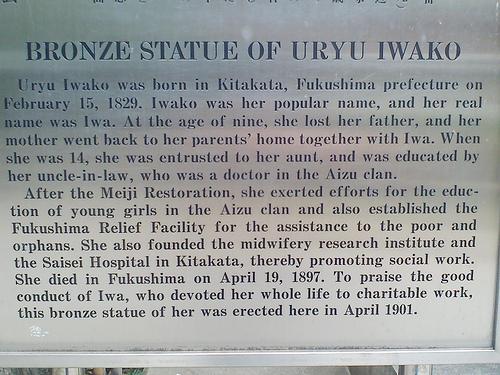 BRONZE STATUE OF URYU IWAKO
Uryu Iwako was born in Kitakata, Fukushima prefecture on
February 15, 1829. Iwako was her popular name, and her real
name was Iwa. At the age of nine, she lost her father, and her
mother went back to her parents' home together with Iwa. When
she was 14, she was entrusted to her aunt, and was educated by
her uncle-in-law, who was a doctor in the Aizu clan.
After the Meiji Restoration, she exerted efforts for the educ-
tion of young girls in the Aizu clan and also established the
Fukushima Relief Facility for the assistance to the poor and
orphans. She also founded the midwifery research institute and
the Saisei Hospital in Kitakata, thereby promoting social work.
She died in Fukushima on April 19, 1897. To praise the good
conduct of Iwa, who devoted her whole life to charitable work,
this bronze statue of her was erected here in April 1901.